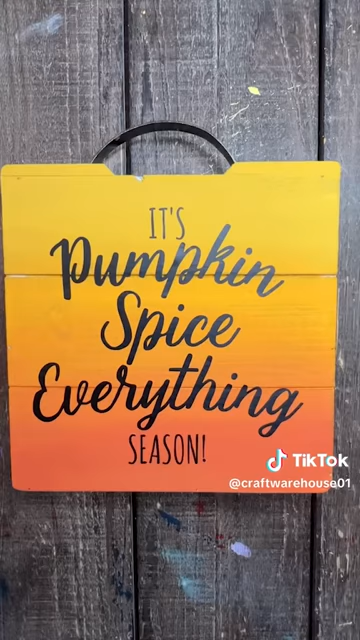 IT'S
Pumpkin
Spice
Everything
SEASON!
TikTok
@craftwarehouse01